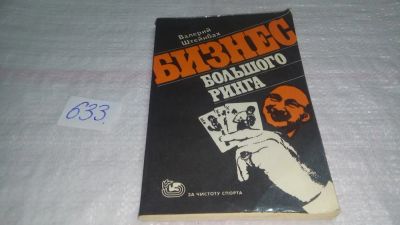 633.
Валерий
Штейнбах
БИЗНЕС
БОЛЬШОГО
РИНГА
ЗА ЧИСТОТУ СПОРТА